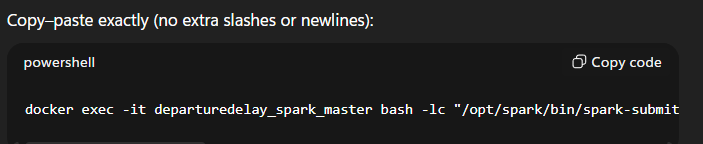 Copy–paste exactly (no extra slashes or newlines):
powershell
Copy code
docker exec -it departuredelay_spark_master bash -lc "/opt/spark/bin/spark-submit